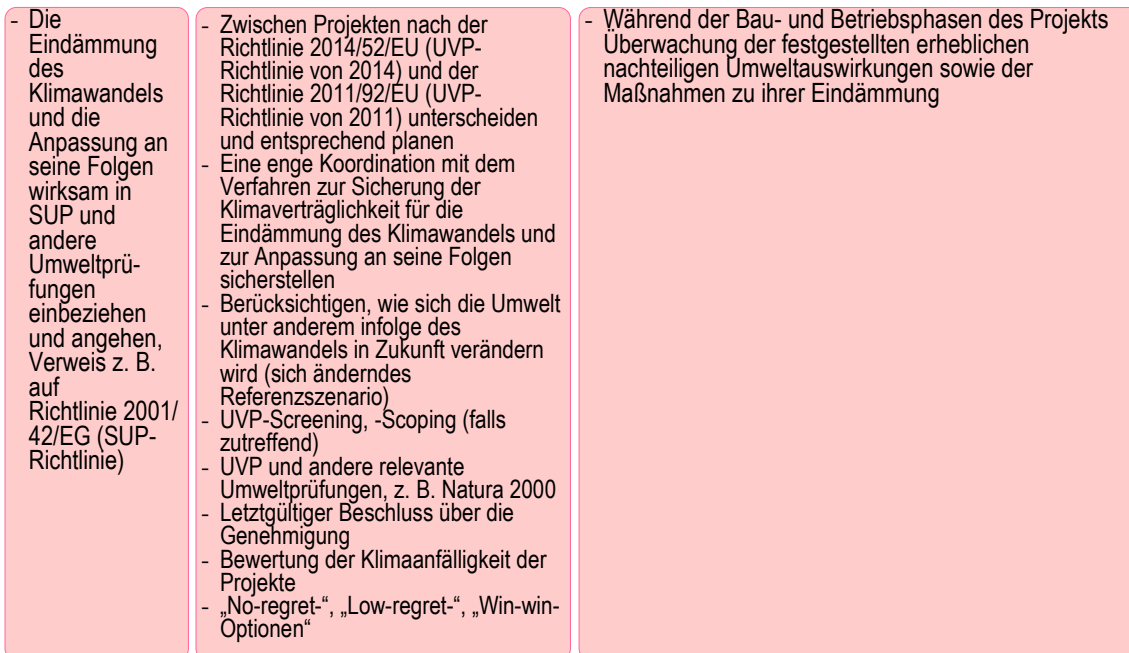 - Die
Eindämmung
des
Klimawandels
und die
Anpassung an
seine Folgen
wirksam in
SUP und
andere
Umweltprü-
fungen
einbeziehen
und angehen,
Verweis z. B.
auf
Richtlinie 2001/
42/EG (SUP-
Richtlinie)
- Zwischen Projekten nach der
Richtlinie 2014/52/EU (UVP-
Richtlinie von 2014) und der
Richtlinie 2011/92/EU (UVP-
Richtlinie von 2011) unterscheiden
und entsprechend planen
- Eine enge Koordination mit dem
Verfahren zur Sicherung der
Klimaverträglichkeit für die
Eindämmung des Klimawandels und
zur Anpassung an seine Folgen
sicherstellen
- Berücksichtigen, wie sich die Umwelt
unter anderem infolge des
Klimawandels in Zukunft verändern
wird (sich änderndes
Referenzszenario)
- UVP-Screening, -Scoping (falls
zutreffend)
- UVP und andere relevante
Umweltprüfungen, z. B. Natura 2000
- Letztgültiger Beschluss über die
Genehmigung
- Bewertung der Klimaanfälligkeit der
Projekte
- „No-regret-“, „Low-regret-“, „Win-win-
Optionen“
- Während der Bau- und Betriebsphasen des Projekts
Überwachung der festgestellten erheblichen
nachteiligen Umweltauswirkungen sowie der
Maßnahmen zu ihrer Eindämmung